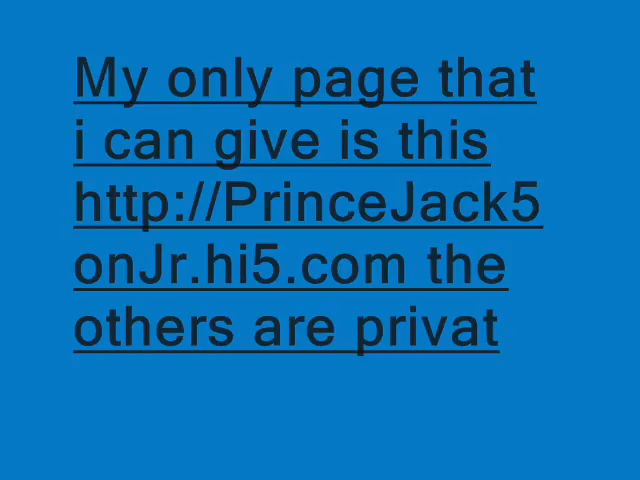 My only page that
i can give is this
http://PrinceJack5
onJr.hi5.com the
others are privat